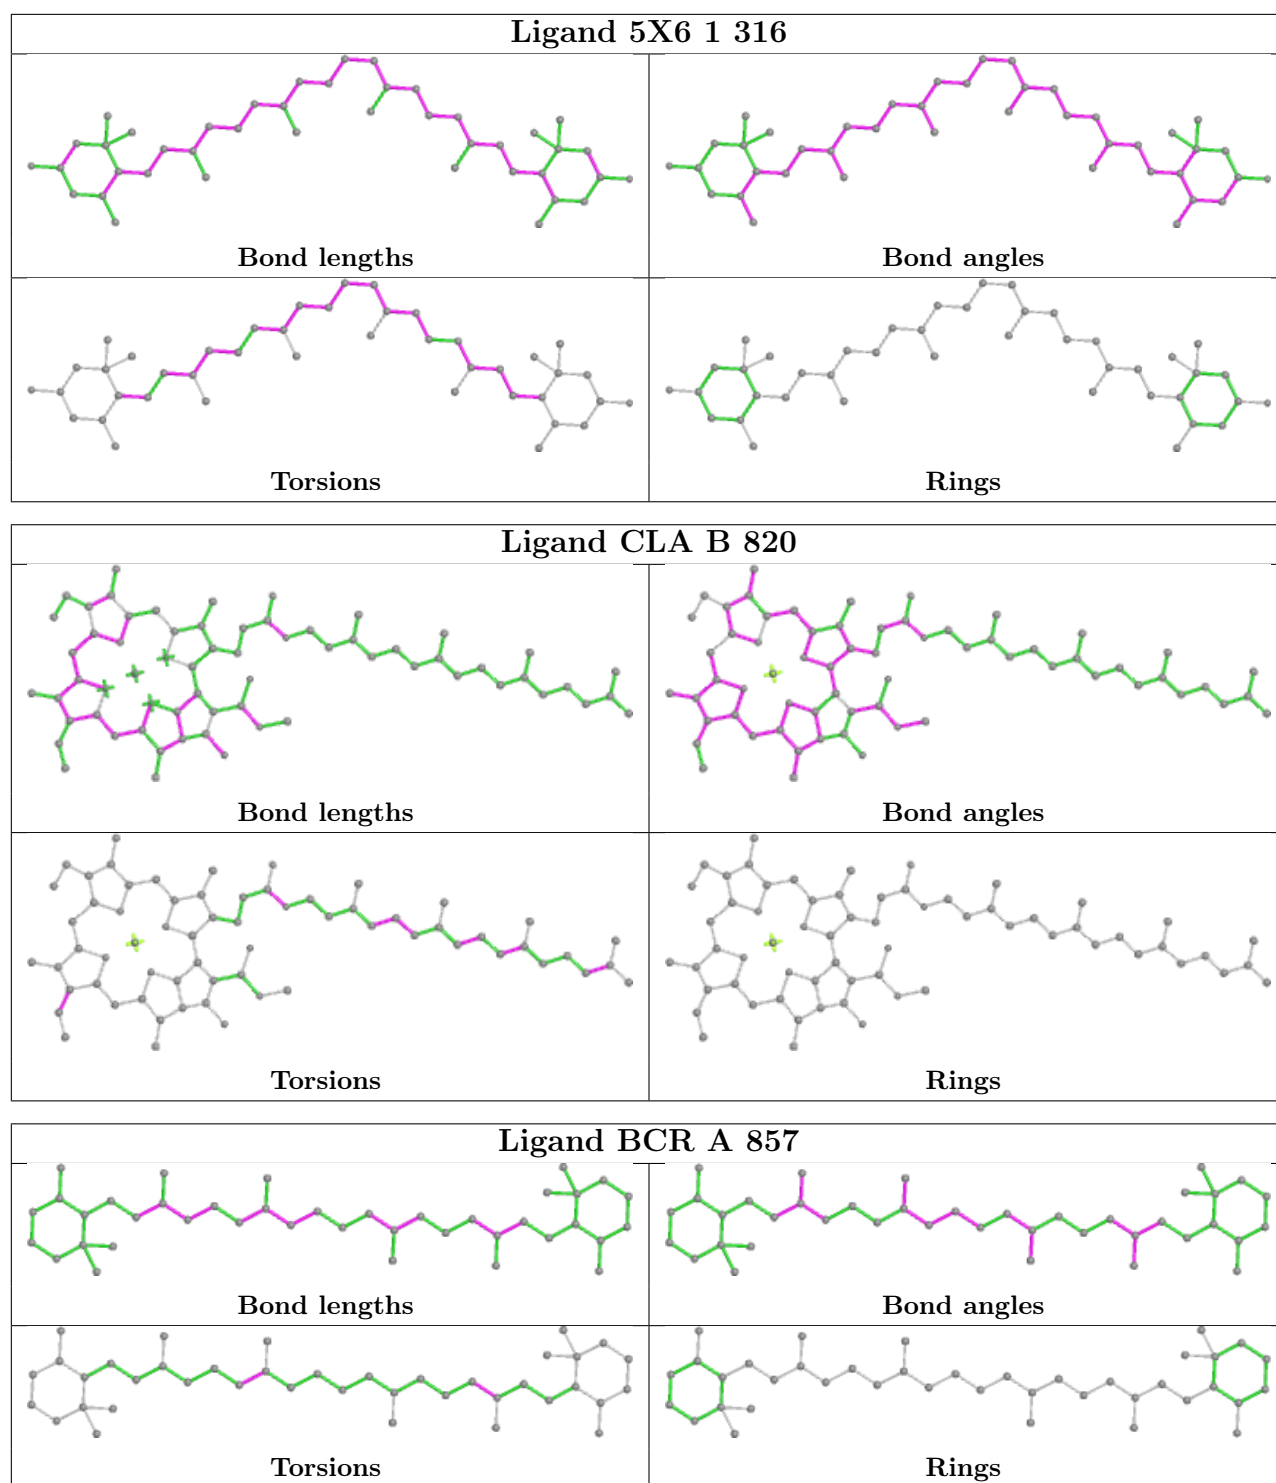 Ligand 5X6 1 316
Bond lengths
Bond angles
Torsions
Rings
Ligand CLA B 820
Bond lengths
Bond angles
Torsions
Rings
Ligand BCR A 857
Bond lengths
Bond angles
Torsions
Rings